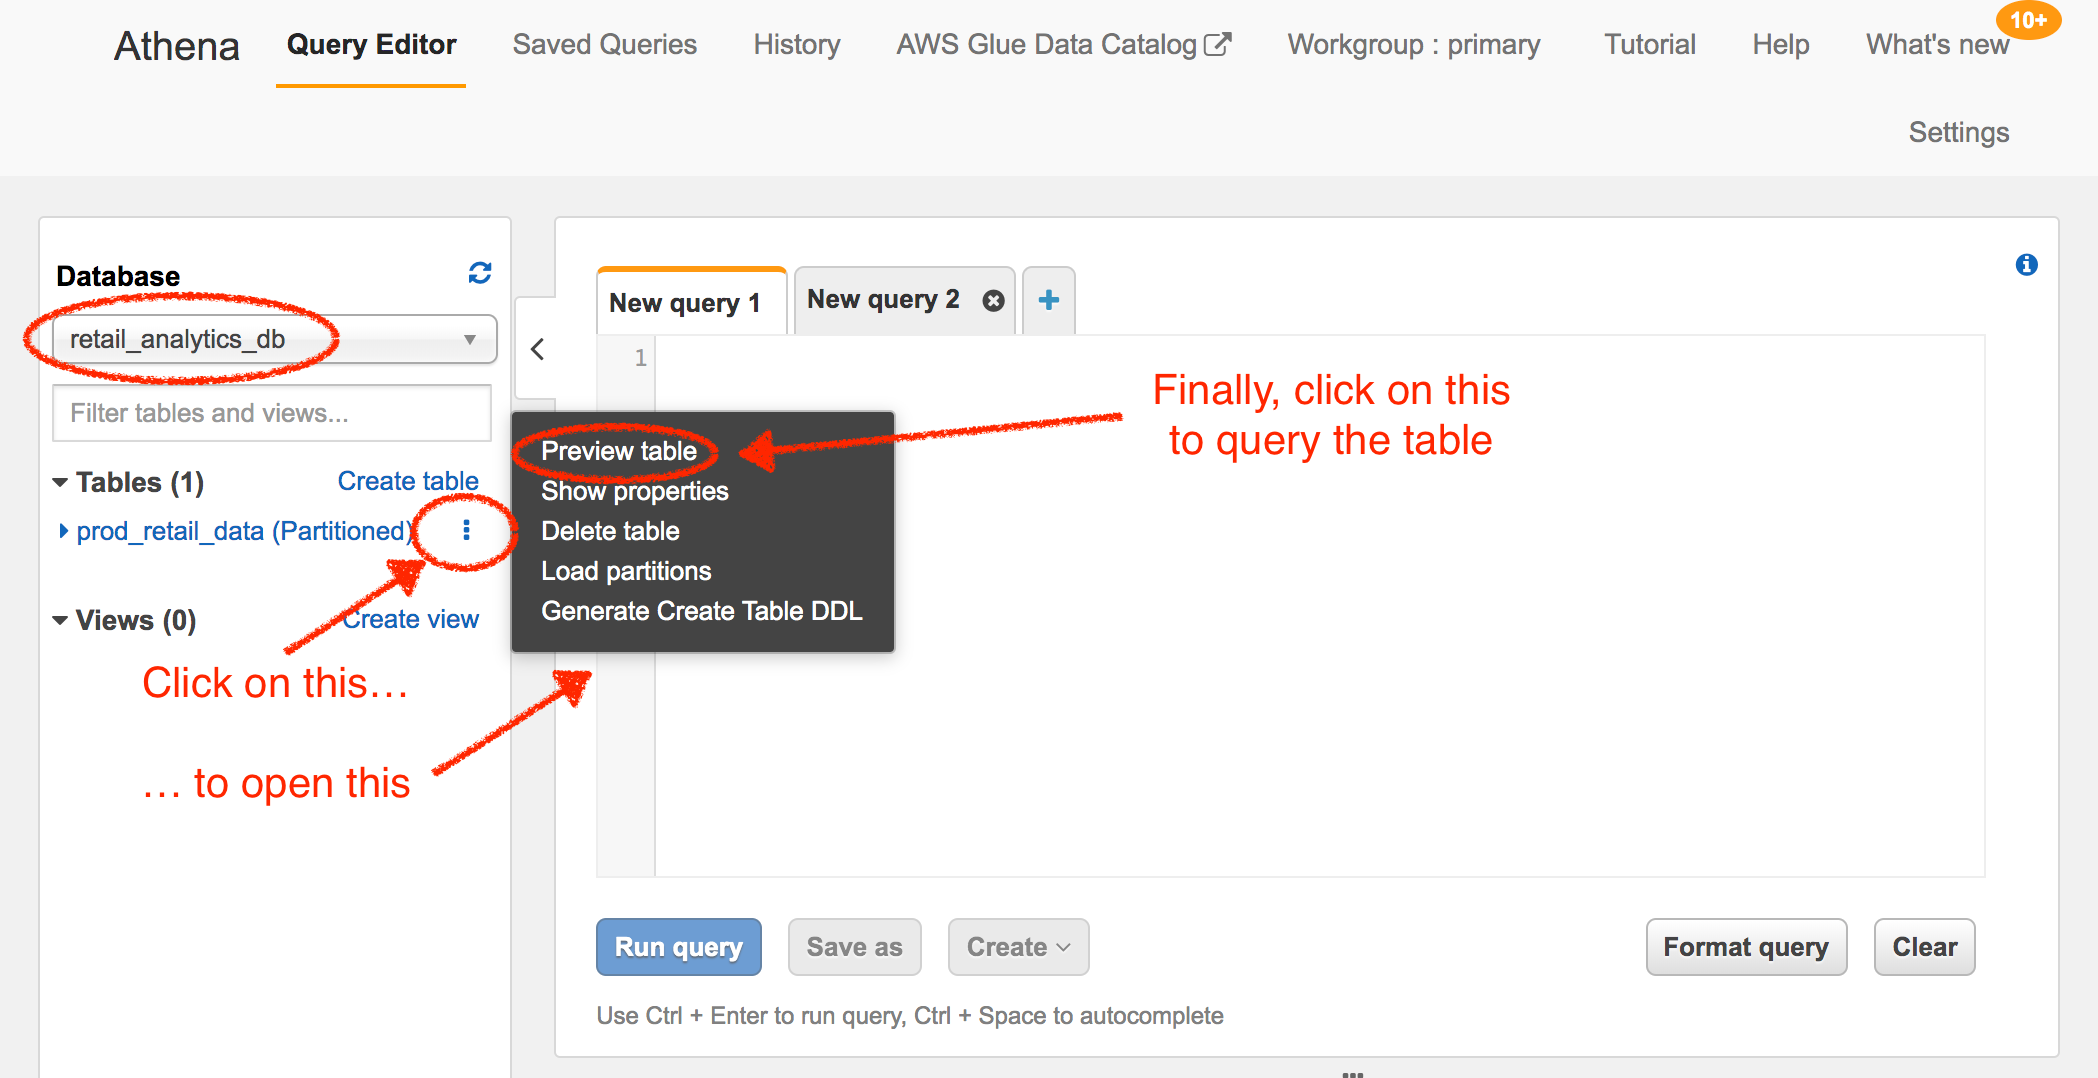 Athena Query Editor Saved Queries History AWS Glue Data Catalog Workgroup : primary Tutorial Help What's new 10+
Settings
Database
retail_analytics_db
Filter tables and views...
Tables (1) Create table
prod_retail_data (Partitioned)
Views (0) Create view
Click on this…
… to open this
New query 1 New query 2
1
Preview table
Show properties
Delete table
Load partitions
Generate Create Table DDL
Finally, click on this
to query the table
Run query Save as Create Format query Clear
Use Ctrl + Enter to run query, Ctrl + Space to autocomplete